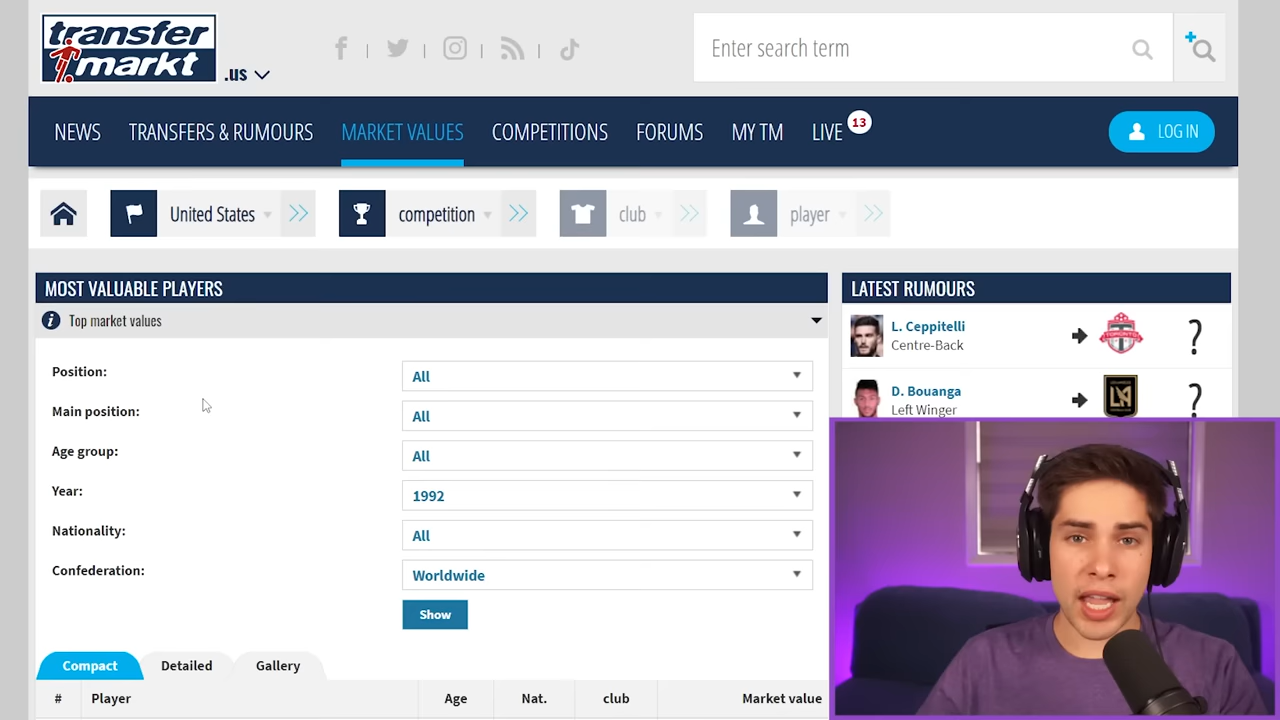 transfer
markt
.us
Enter search term
NEWS TRANSFERS & RUMOURS MARKET VALUES COMPETITIONS FORUMS MY TM LIVE 13 LOG IN
United States competition club player
MOST VALUABLE PLAYERS
Top market values
Position: All
Main position: All
Age group: All
Year: 1992
Nationality: All
Confederation: Worldwide
Show
Compact Detailed Gallery
# Player Age Nat. club Market value
LATEST RUMOURS
L. Ceppitelli
Centre-Back
TORONTO
?
D. Bouanga
Left Winger
LA
?